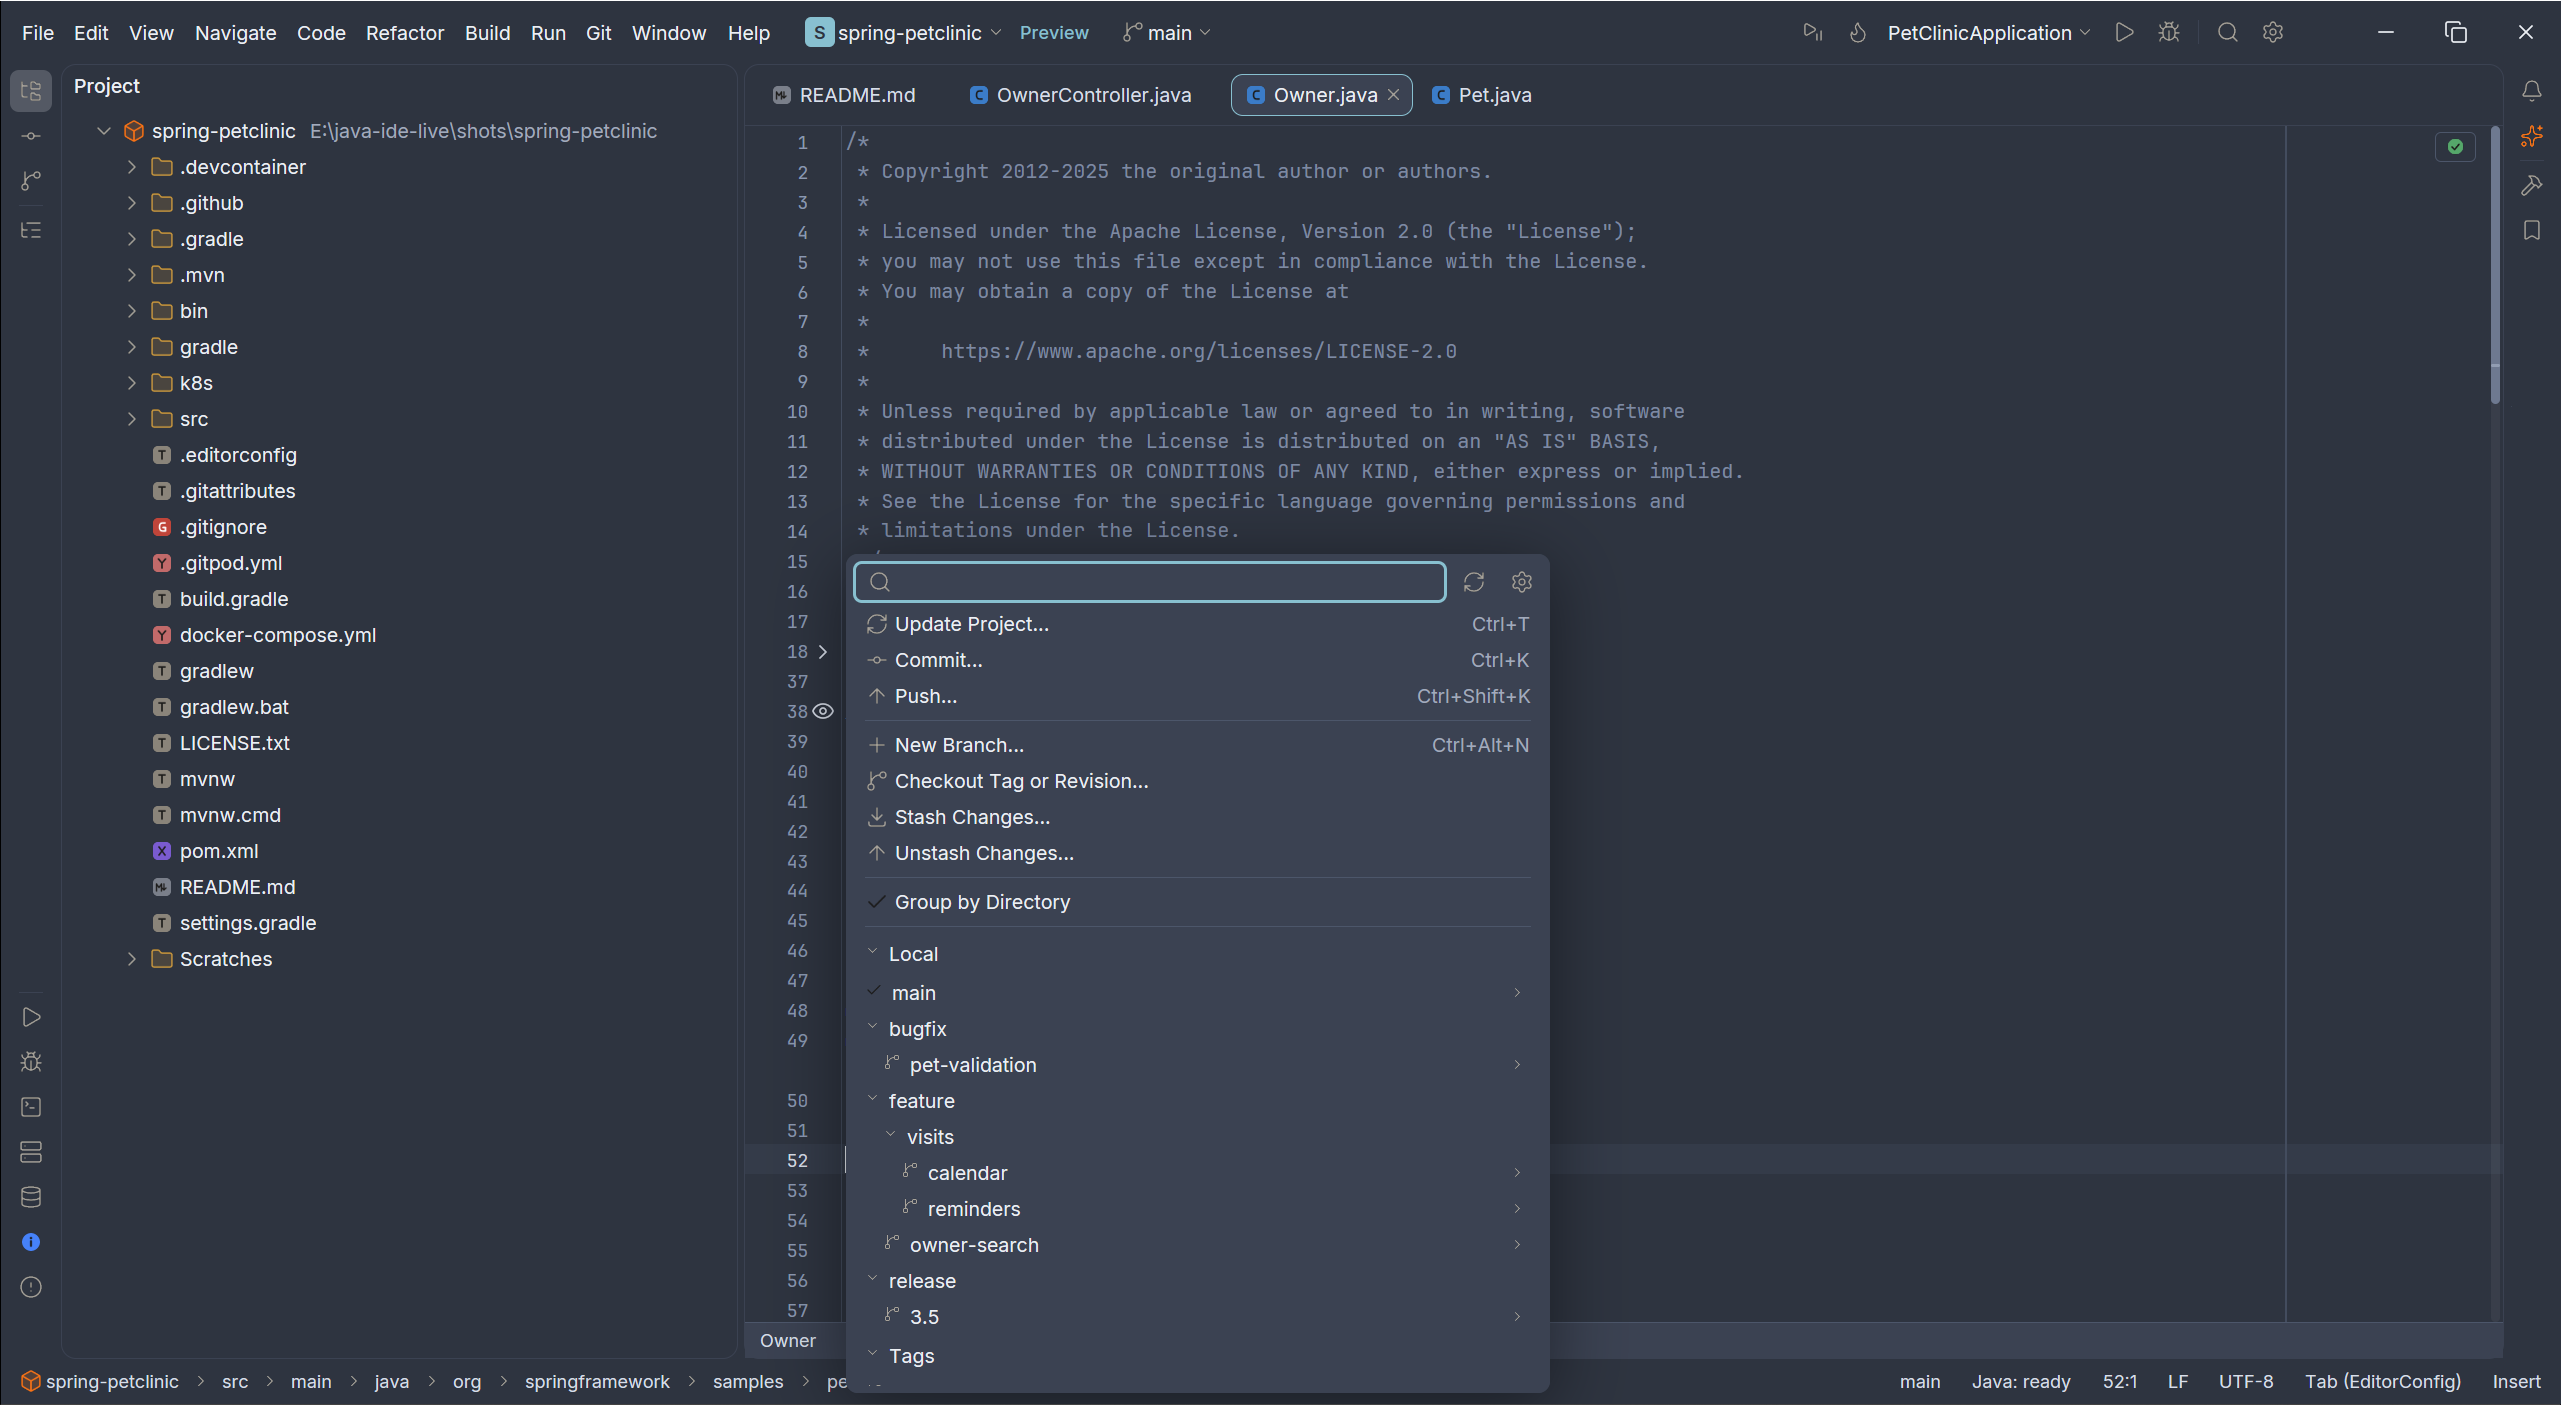 File Edit View Navigate Code Refactor Build Run Git Window Help S spring-petclinic Preview main PetClinicApplication
Project
spring-petclinic E:\java-ide-live\shots\spring-petclinic
.devcontainer
.github
.gradle
.mvn
bin
gradle
k8s
src
.editorconfig
.gitattributes
.gitignore
.gitpod.yml
build.gradle
docker-compose.yml
gradlew
gradlew.bat
LICENSE.txt
mvnw
mvnw.cmd
pom.xml
README.md
settings.gradle
Scratches
README.md OwnerController.java Owner.java Pet.java
1 /*
2 * Copyright 2012-2025 the original author or authors.
3 *
4 * Licensed under the Apache License, Version 2.0 (the "License");
5 * you may not use this file except in compliance with the License.
6 * You may obtain a copy of the License at
7 *
8 * https://www.apache.org/licenses/LICENSE-2.0
9 *
10 * Unless required by applicable law or agreed to in writing, software
11 * distributed under the License is distributed on an "AS IS" BASIS,
12 * WITHOUT WARRANTIES OR CONDITIONS OF ANY KIND, either express or implied.
13 * See the License for the specific language governing permissions and
14 * limitations under the License.
15
16
17
18
37
38
39
40
41
42
43
44
45
46
47
48
49
50
51
52
53
54
55
56
57
Update Project... Ctrl+T
Commit... Ctrl+K
Push... Ctrl+Shift+K
New Branch... Ctrl+Alt+N
Checkout Tag or Revision...
Stash Changes...
Unstash Changes...
Group by Directory
Local
main
bugfix
pet-validation
feature
visits
calendar
reminders
owner-search
release
3.5
Tags
Owner
spring-petclinic src main java org springframework samples pe
main Java: ready 52:1 LF UTF-8 Tab (EditorConfig) Insert